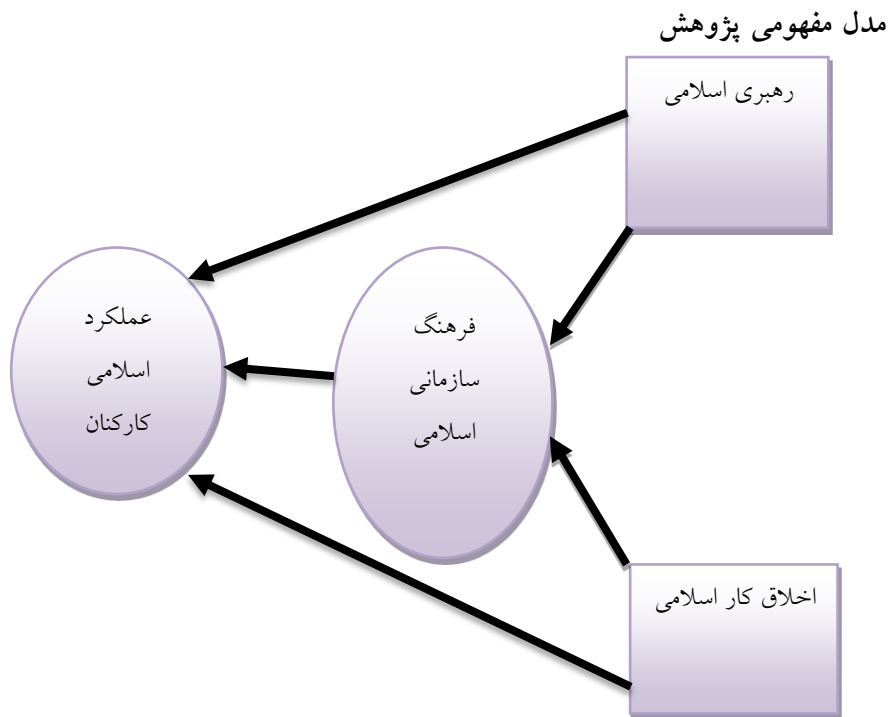 مدل مفهومی پژوهش
رهبری اسلامی
فرهنگ
سازمانی
اسلامی
عملکرد
اسلامی
کارکنان
اخلاق کار اسلامی